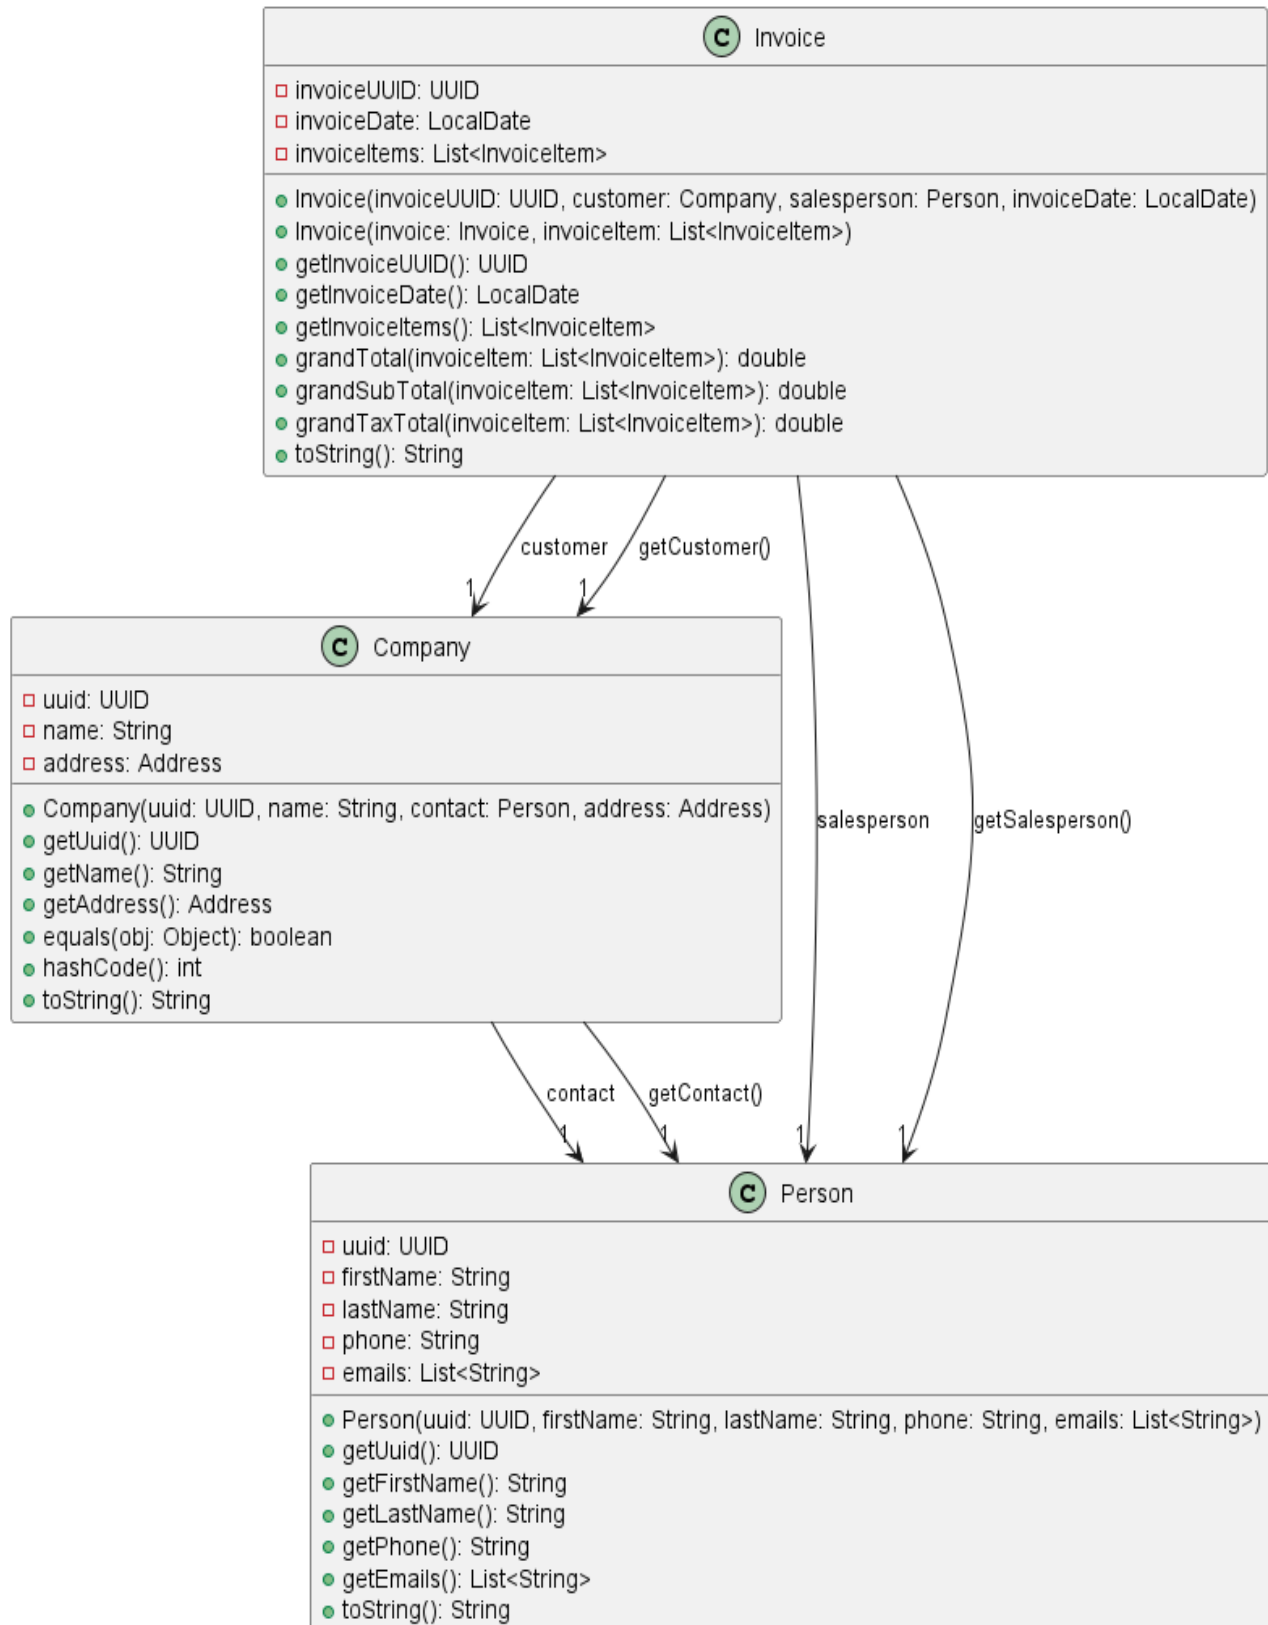 C Invoice
invoiceUUID: UUID
invoiceDate: LocalDate
invoiceItems: List<InvoiceItem>
Invoice(invoiceUUID: UUID, customer: Company, salesperson: Person, invoiceDate: LocalDate)
Invoice(invoice: Invoice, invoiceItem: List<InvoiceItem>)
getInvoiceUUID(): UUID
getInvoiceDate(): LocalDate
getInvoiceItems(): List<InvoiceItem>
grandTotal(invoiceItem: List<InvoiceItem>): double
grandSubTotal(invoiceItem: List<InvoiceItem>): double
grandTaxTotal(invoiceItem: List<InvoiceItem>): double
toString(): String
customer getCustomer()
1 1
C Company
uuid: UUID
name: String
address: Address
Company(uuid: UUID, name: String, contact: Person, address: Address)
getUuid(): UUID
getName(): String
getAddress(): Address
equals(obj: Object): boolean
hashCode(): int
toString(): String
salesperson getSalesperson()
contact getContact()
1 1 1 1
C Person
uuid: UUID
firstName: String
lastName: String
phone: String
emails: List<String>
Person(uuid: UUID, firstName: String, lastName: String, phone: String, emails: List<String>)
getUuid(): UUID
getFirstName(): String
getLastName(): String
getPhone(): String
getEmails(): List<String>
toString(): String